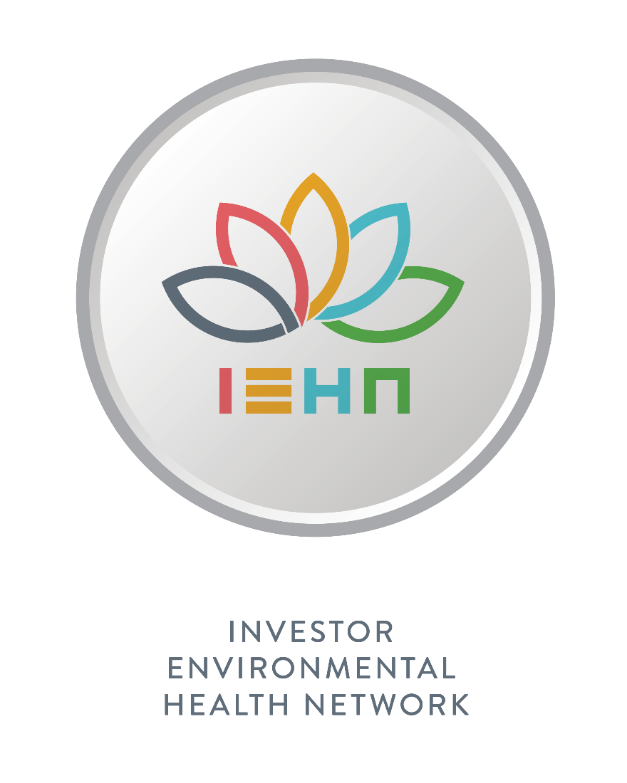 IEHN
INVESTOR
ENVIRONMENTAL
HEALTH NETWORK